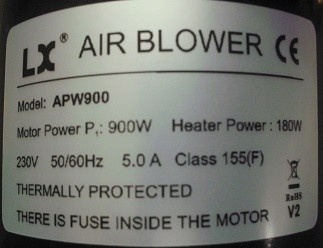 LX® AIR BLOWER CE
Model: APW900
Motor Power P₁: 900W Heater Power : 180W
230V 50/60Hz 5.0 A Class 155(F)
THERMALLY PROTECTED
RoHS
THERE IS FUSE INSIDE THE MOTOR V2